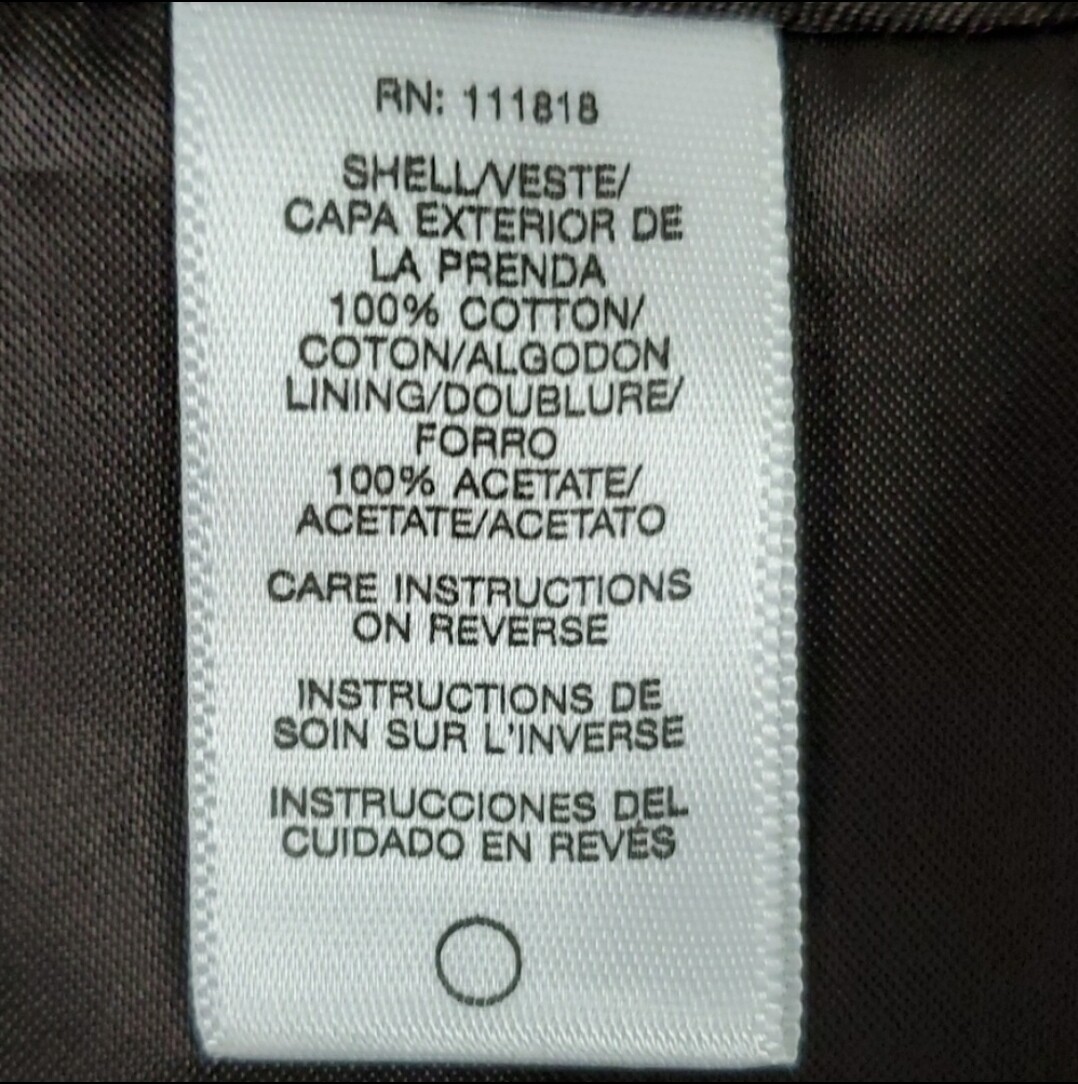 RN: 111818
SHELL/VESTE/
CAPA EXTERIOR DE
LA PRENDA
100% COTTON/
COTON/ALGODON
LINING/DOUBLURE/
FORRO
100% ACETATE/
ACETATE/ACETATO
CARE INSTRUCTIONS
ON REVERSE
INSTRUCTIONS DE
SOIN SUR L'INVERSE
INSTRUCCIONES DEL
CUIDADO EN REVÉS